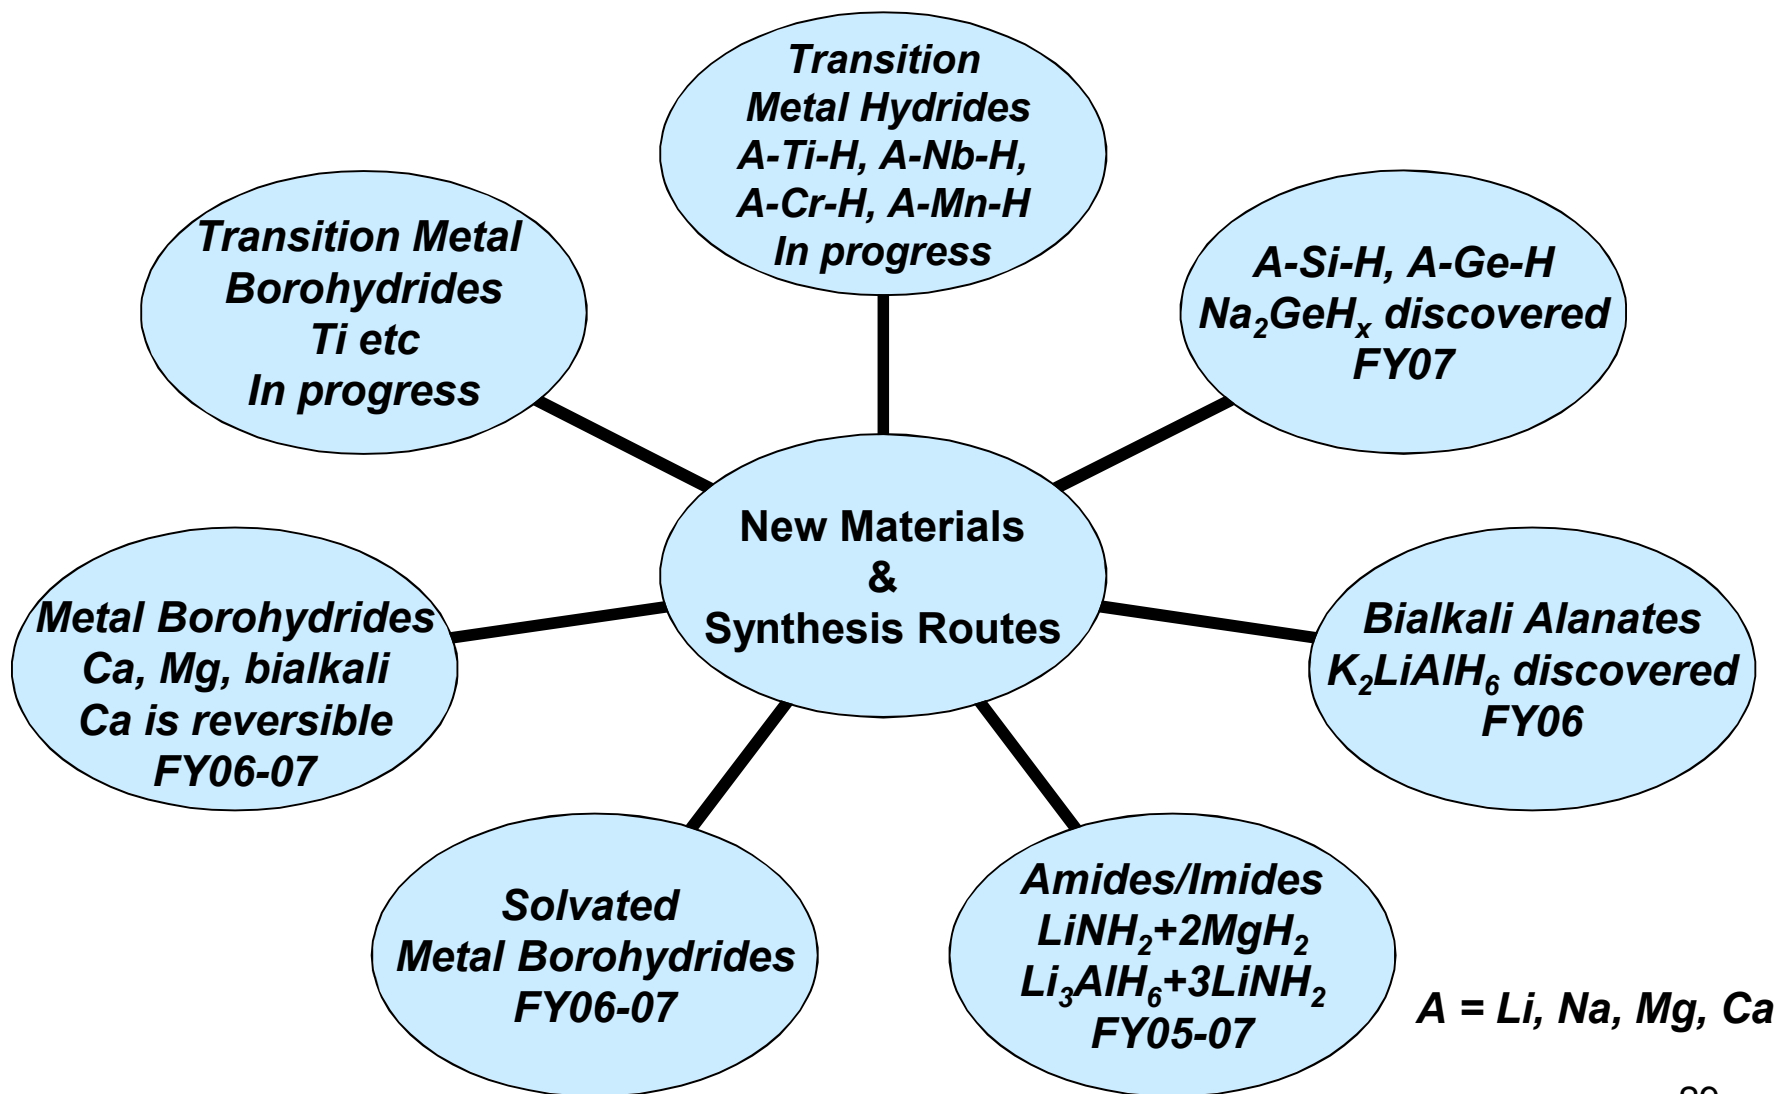 Transition
Metal Hydrides
A-Ti-H, A-Nb-H,
A-Cr-H, A-Mn-H
In progress
Transition Metal
Borohydrides
Ti etc
In progress
A-Si-H, A-Ge-H
Na₂GeHₓ discovered
FY07
New Materials
&
Synthesis Routes
Metal Borohydrides
Ca, Mg, bialkali
Ca is reversible
FY06-07
Bialkali Alanates
K₂LiAlH₆ discovered
FY06
Solvated
Metal Borohydrides
FY06-07
Amides/Imides
LiNH₂+2MgH₂
Li₃AlH₆+3LiNH₂
FY05-07
A = Li, Na, Mg, Ca